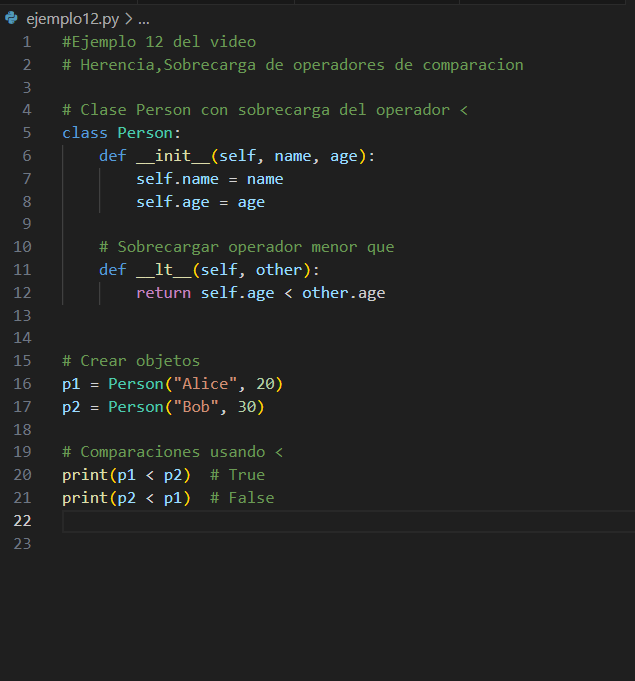 ejemplo12.py > ...
1 #Ejemplo 12 del video
2 # Herencia,Sobrecarga de operadores de comparacion
3
4 # Clase Person con sobrecarga del operador <
5 class Person:
6     def __init__(self, name, age):
7         self.name = name
8         self.age = age
9
10     # Sobrecargar operador menor que
11     def __lt__(self, other):
12         return self.age < other.age
13
14
15 # Crear objetos
16 p1 = Person("Alice", 20)
17 p2 = Person("Bob", 30)
18
19 # Comparaciones usando <
20 print(p1 < p2)  # True
21 print(p2 < p1)  # False
22
23